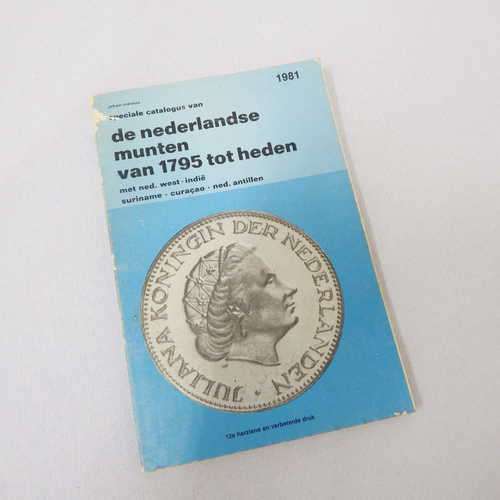 1981
speciale catalogus van
de nederlandse
munten
van 1795 tot heden
met ned. west-indië
suriname · curaçao · ned. antillen
JULIANA KONINGIN DER NEDERLANDEN ·
12e herziene en verbeterde druk